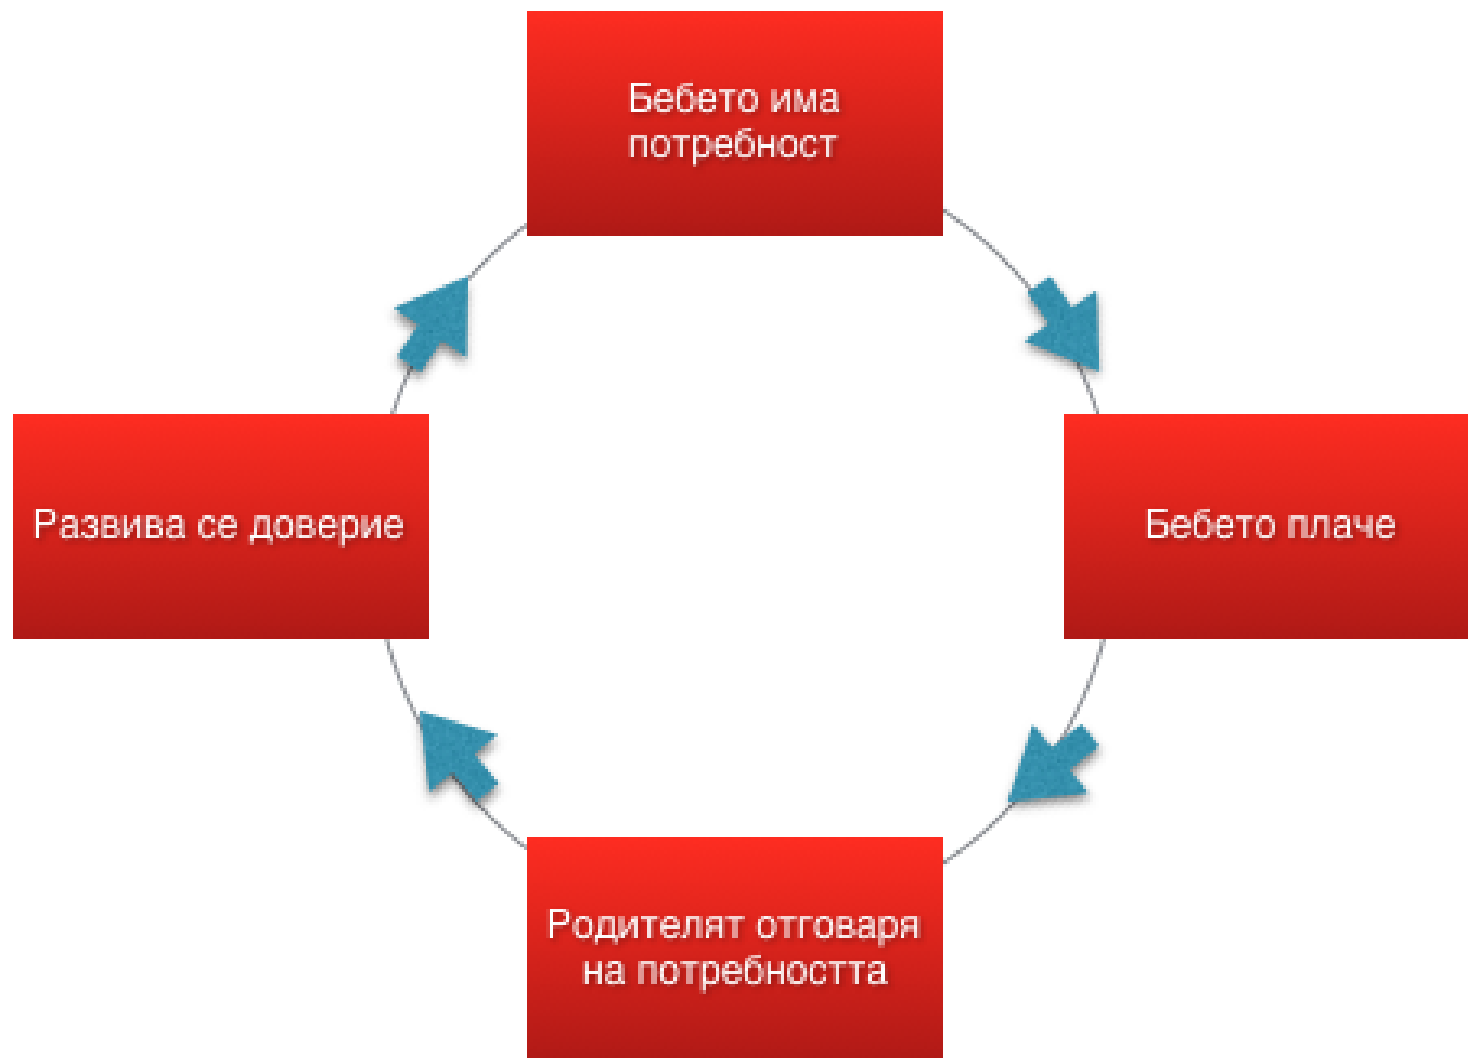 Бебето има
потребност
Бебето плаче
Родителят отговаря
на потребността
Развива се доверие